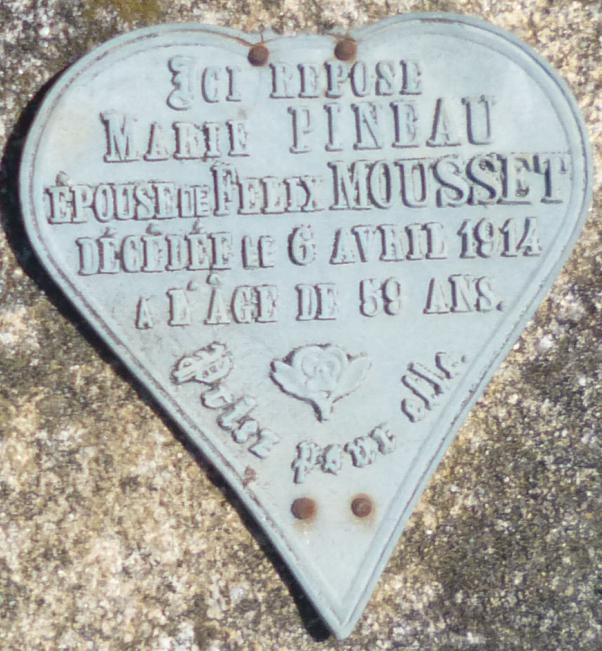 ICI REPOSE
MARIE PINEAU
ÉPOUSE DE FELIX MOUSSET
DÉCÉDÉE LE 6 AVRIL 1914
A L'ÂGE DE 59 ANS.
Priez pour elle.